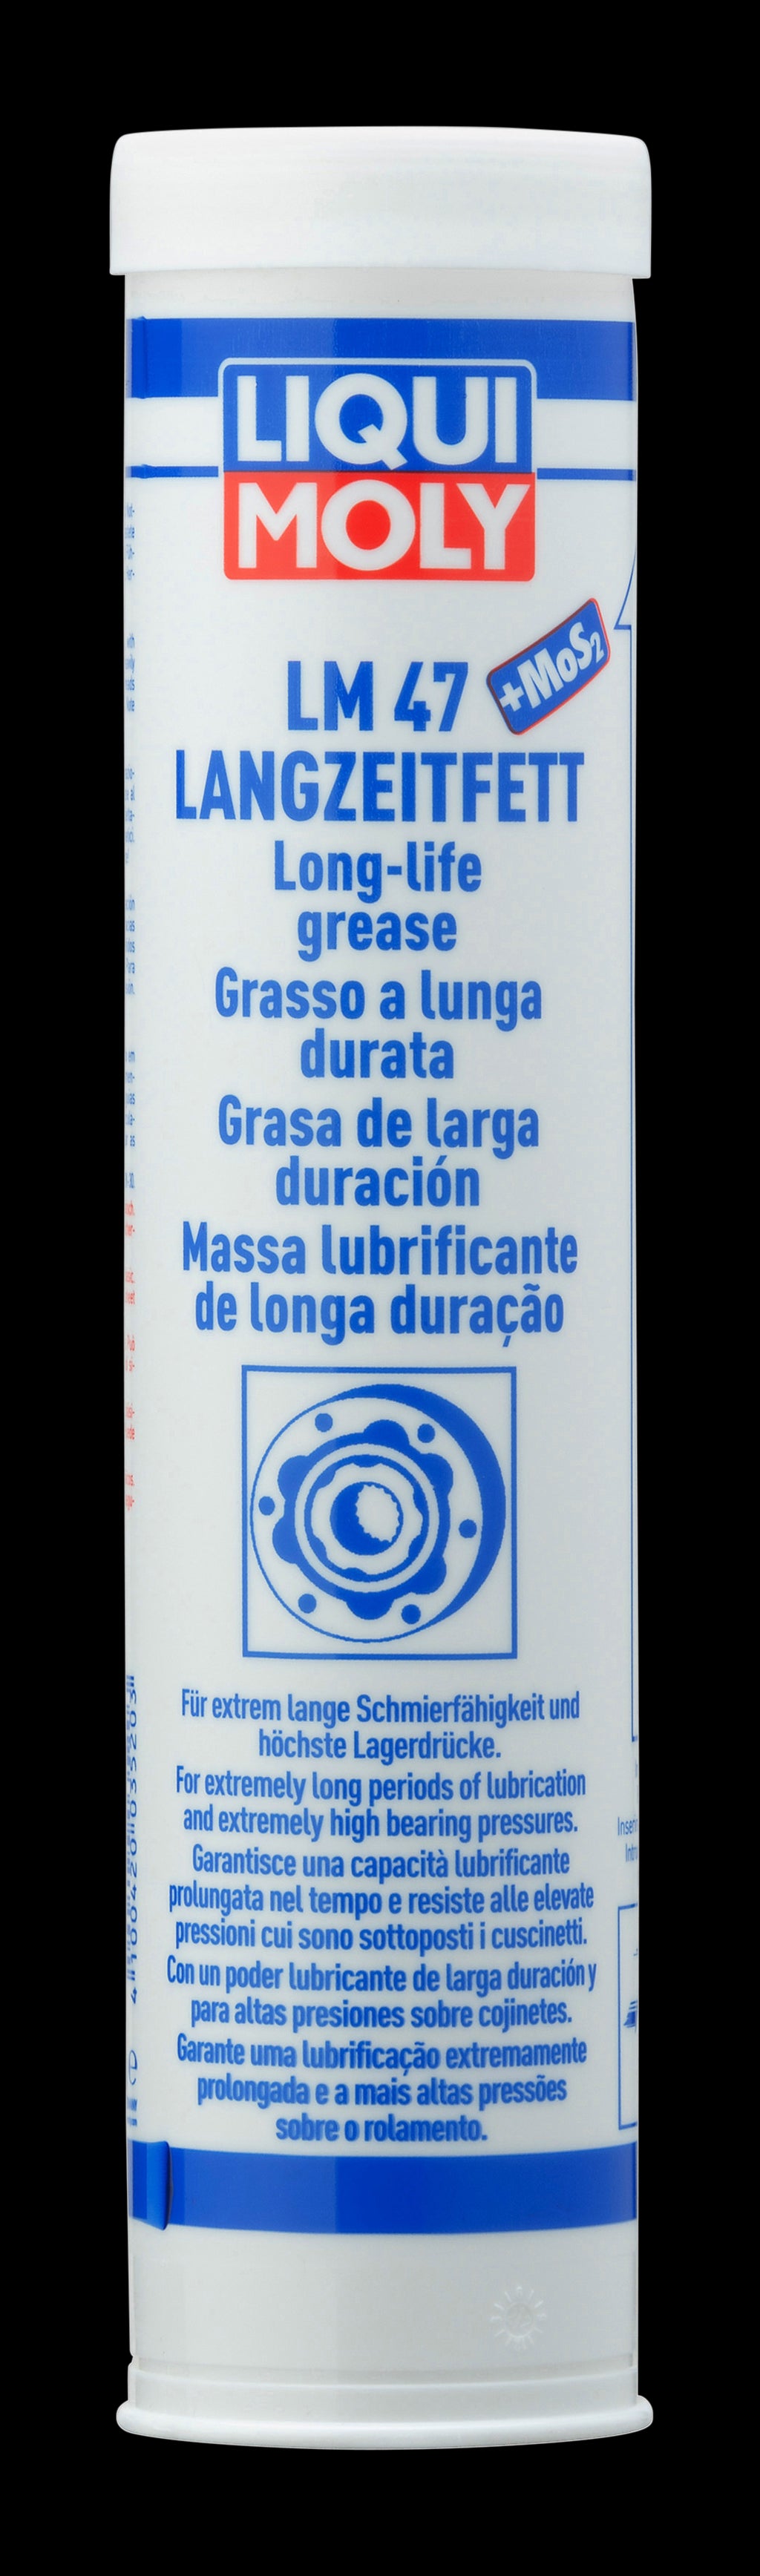 LIQUI
MOLY
+MoS2
LM 47
LANGZEITFETT
Long-life
grease
Grasso a lunga
durata
Grasa de larga
duración
Massa lubrificante
de longa duração
Für extrem lange Schmierfähigkeit und
höchste Lagerdrücke.
For extremely long periods of lubrication
and extremely high bearing pressures.
Garantisce una capacità lubrificante
prolungata nel tempo e resiste alle elevate
pressioni cui sono sottoposti i cuscinetti.
Con un poder lubricante de larga duración y
para altas presiones sobre cojinetes.
Garante uma lubrificação extremamente
prolongada e a mais altas pressões
sobre o rolamento.